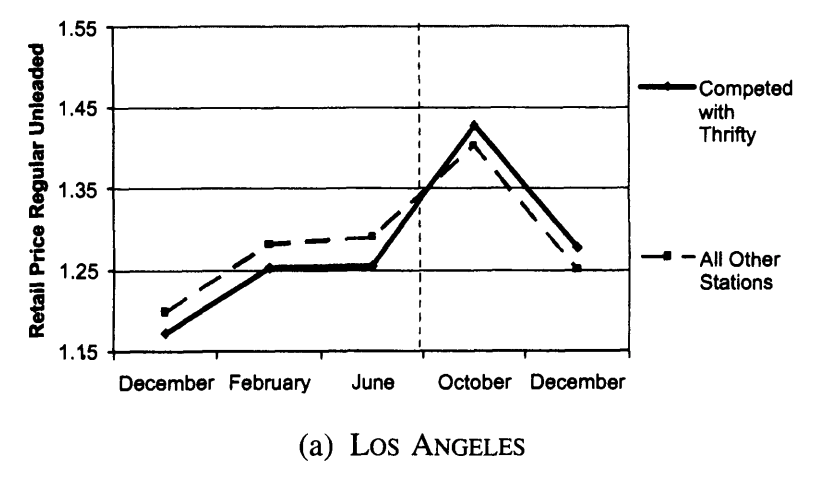 1.55
1.45
1.35
1.25
1.15
Retail Price Regular Unleaded
December February June October December
Competed
with
Thrifty
All Other
Stations
(a) LOS ANGELES